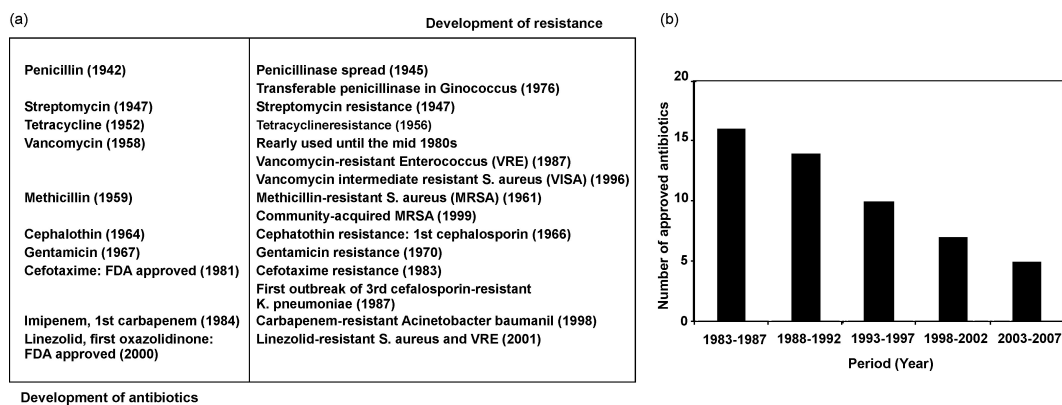 (a)
Development of resistance
Penicillin (1942)
Penicillinase spread (1945)
Transferable penicillinase in Ginococcus (1976)
Streptomycin (1947)
Streptomycin resistance (1947)
Tetracycline (1952)
Tetracyclineresistance (1956)
Vancomycin (1958)
Rearly used until the mid 1980s
Vancomycin-resistant Enterococcus (VRE) (1987)
Vancomycin intermediate resistant S. aureus (VISA) (1996)
Methicillin (1959)
Methicillin-resistant S. aureus (MRSA) (1961)
Community-acquired MRSA (1999)
Cephalothin (1964)
Cephatothin resistance: 1st cephalosporin (1966)
Gentamicin (1967)
Gentamicin resistance (1970)
Cefotaxime: FDA approved (1981)
Cefotaxime resistance (1983)
First outbreak of 3rd cefalosporin-resistant
K. pneumoniae (1987)
Imipenem, 1st carbapenem (1984)
Carbapenem-resistant Acinetobacter baumanil (1998)
Linezolid, first oxazolidinone:
FDA approved (2000)
Linezolid-resistant S. aureus and VRE (2001)
Development of antibiotics
(b)
Number of approved antibiotics
20
15
10
5
0
1983-1987 1988-1992 1993-1997 1998-2002 2003-2007
Period (Year)